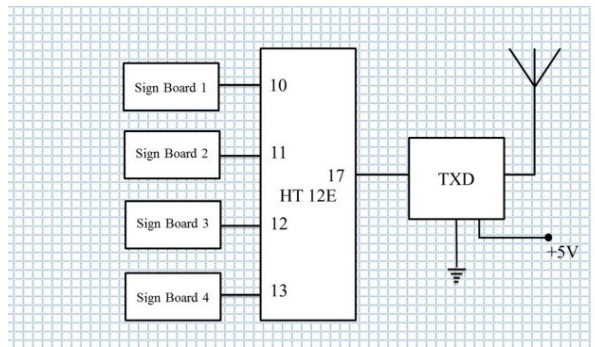 Sign Board 1
10
Sign Board 2
11
17
TXD
HT 12E
Sign Board 3
12
+5V
Sign Board 4
13